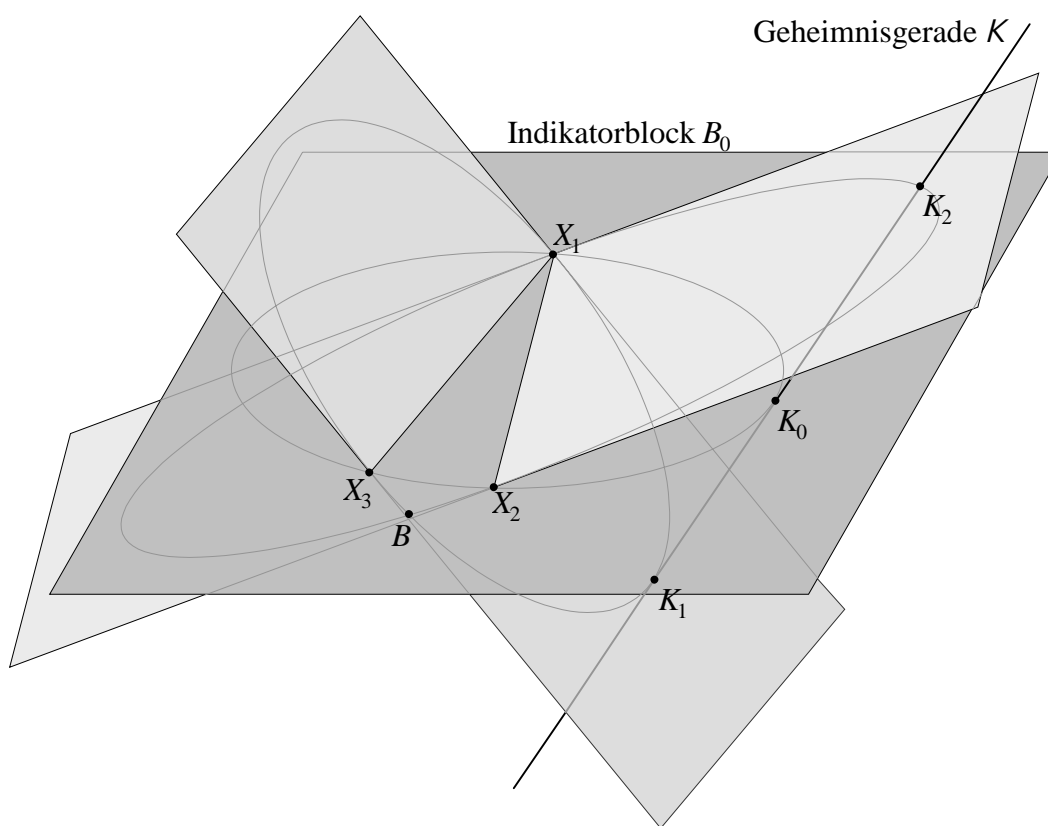 Geheimnisgerade K
Indikatorblock B0
K2
X1
K0
X3
X2
B
K1